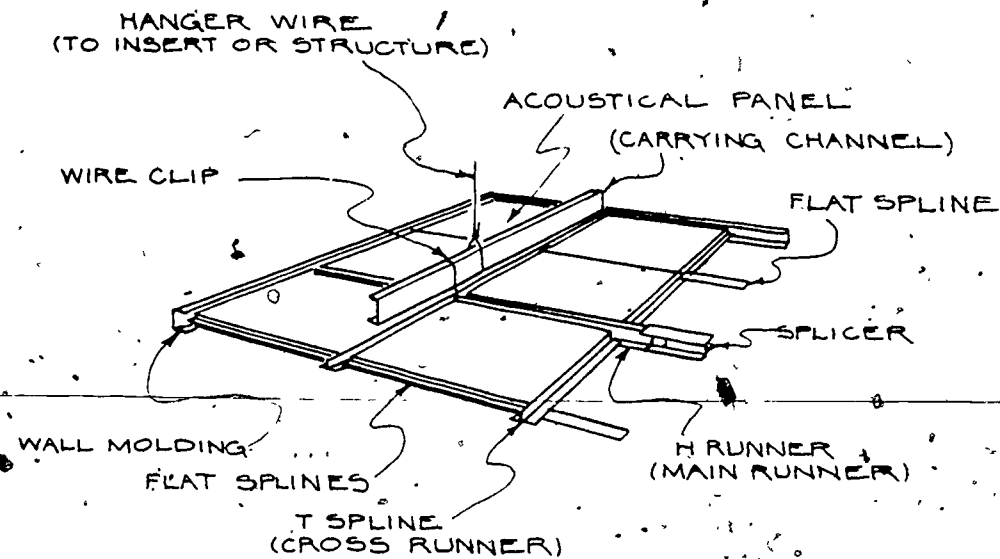 HANGER WIRE
(TO INSERT OR STRUCTURE)
ACOUSTICAL PANEL
(CARRYING CHANNEL)
WIRE CLIP
FLAT SPLINE
SPLICER
WALL MOLDING
H RUNNER
(MAIN RUNNER)
FLAT SPLINES
T SPLINE
(CROSS RUNNER)